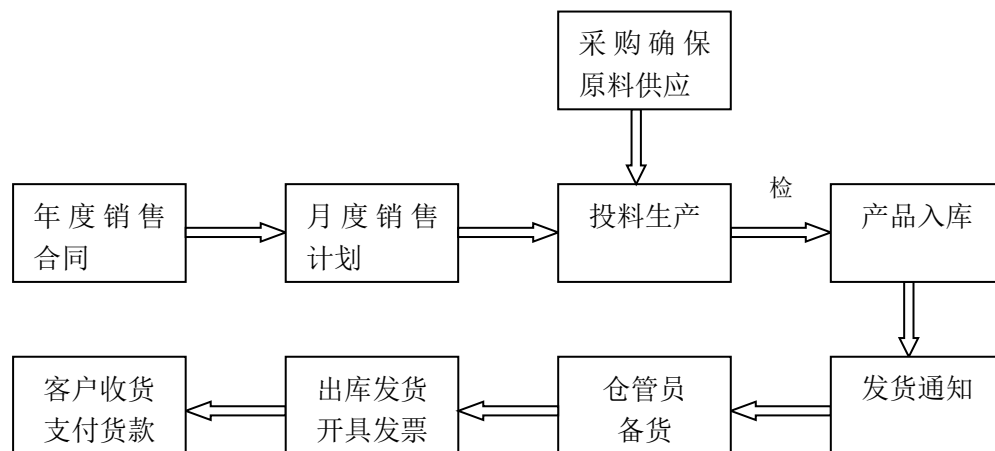 采购确保
原料供应
年度销售
合同
月度销售
计划
投料生产
检
产品入库
客户收货
支付货款
出库发货
开具发票
仓管员
备货
发货通知